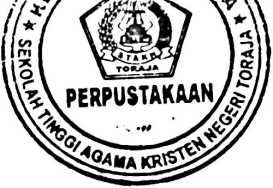 STAKN
TORAJA
PERPUSTAKAAN
★ SEKOLAH TINGGI AGAMA KRISTEN NEGERI TORAJA ★